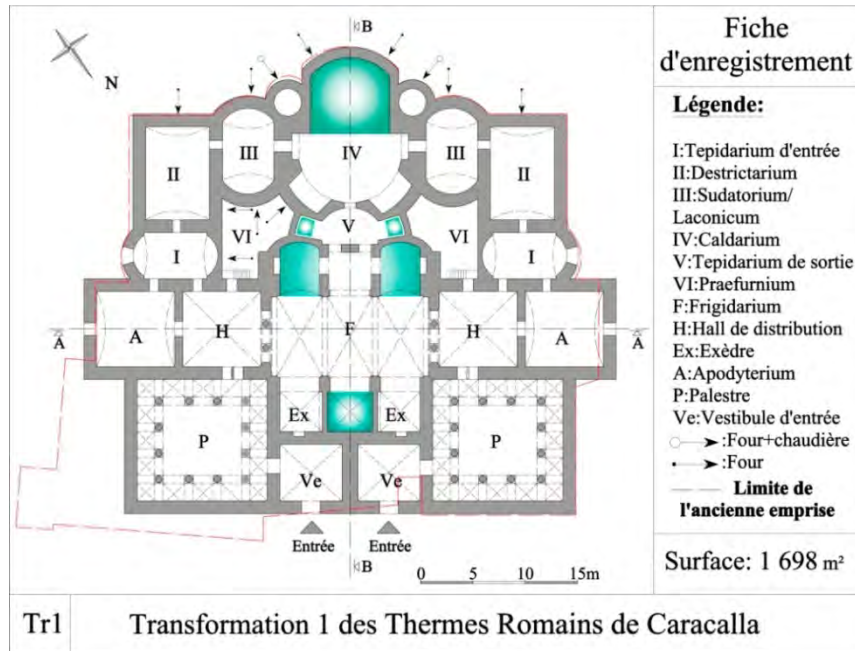 B
N
Fiche
d'enregistrement
Légende:
I:Tepidarium d'entrée
II:Destrictarium
III:Sudatorium/
Laconicum
IV:Caldarium
V:Tepidarium de sortie
VI:Praefurnium
F:Frigidarium
H:Hall de distribution
Ex:Exèdre
A:Apodyterium
P:Palestre
Ve:Vestibule d'entrée
:Four+chaudière
:Four
Limite de
l'ancienne emprise
Surface: 1 698 m²
III IV III
II II
V
VI VI
I I
A A H F H A A
Ex Ex
P P
Ve Ve
Entrée Entrée
B
0 5 10 15m
Tr1 Transformation 1 des Thermes Romains de Caracalla